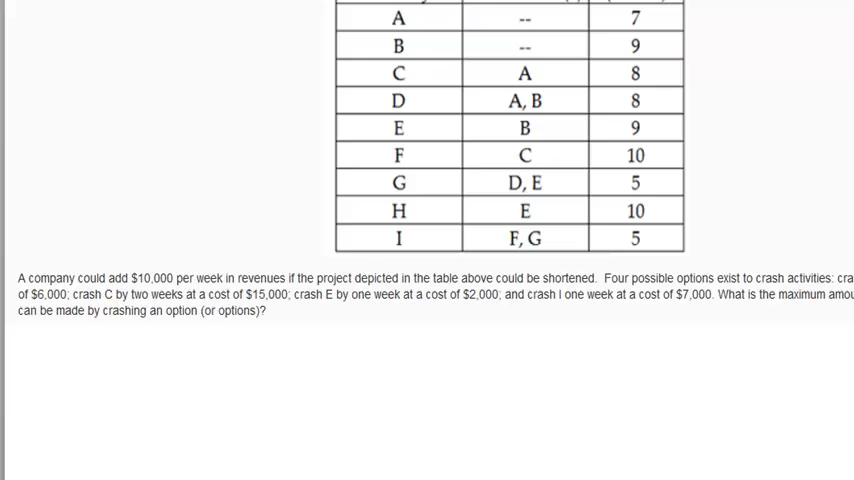 A -- 7
B -- 9
C A 8
D A, B 8
E B 9
F C 10
G D, E 5
H E 10
I F, G 5
A company could add $10,000 per week in revenues if the project depicted in the table above could be shortened. Four possible options exist to crash activities:
of $6,000; crash C by two weeks at a cost of $15,000; crash E by one week at a cost of $2,000; and crash I one week at a cost of $7,000. What is the maximum
can be made by crashing an option (or options)?